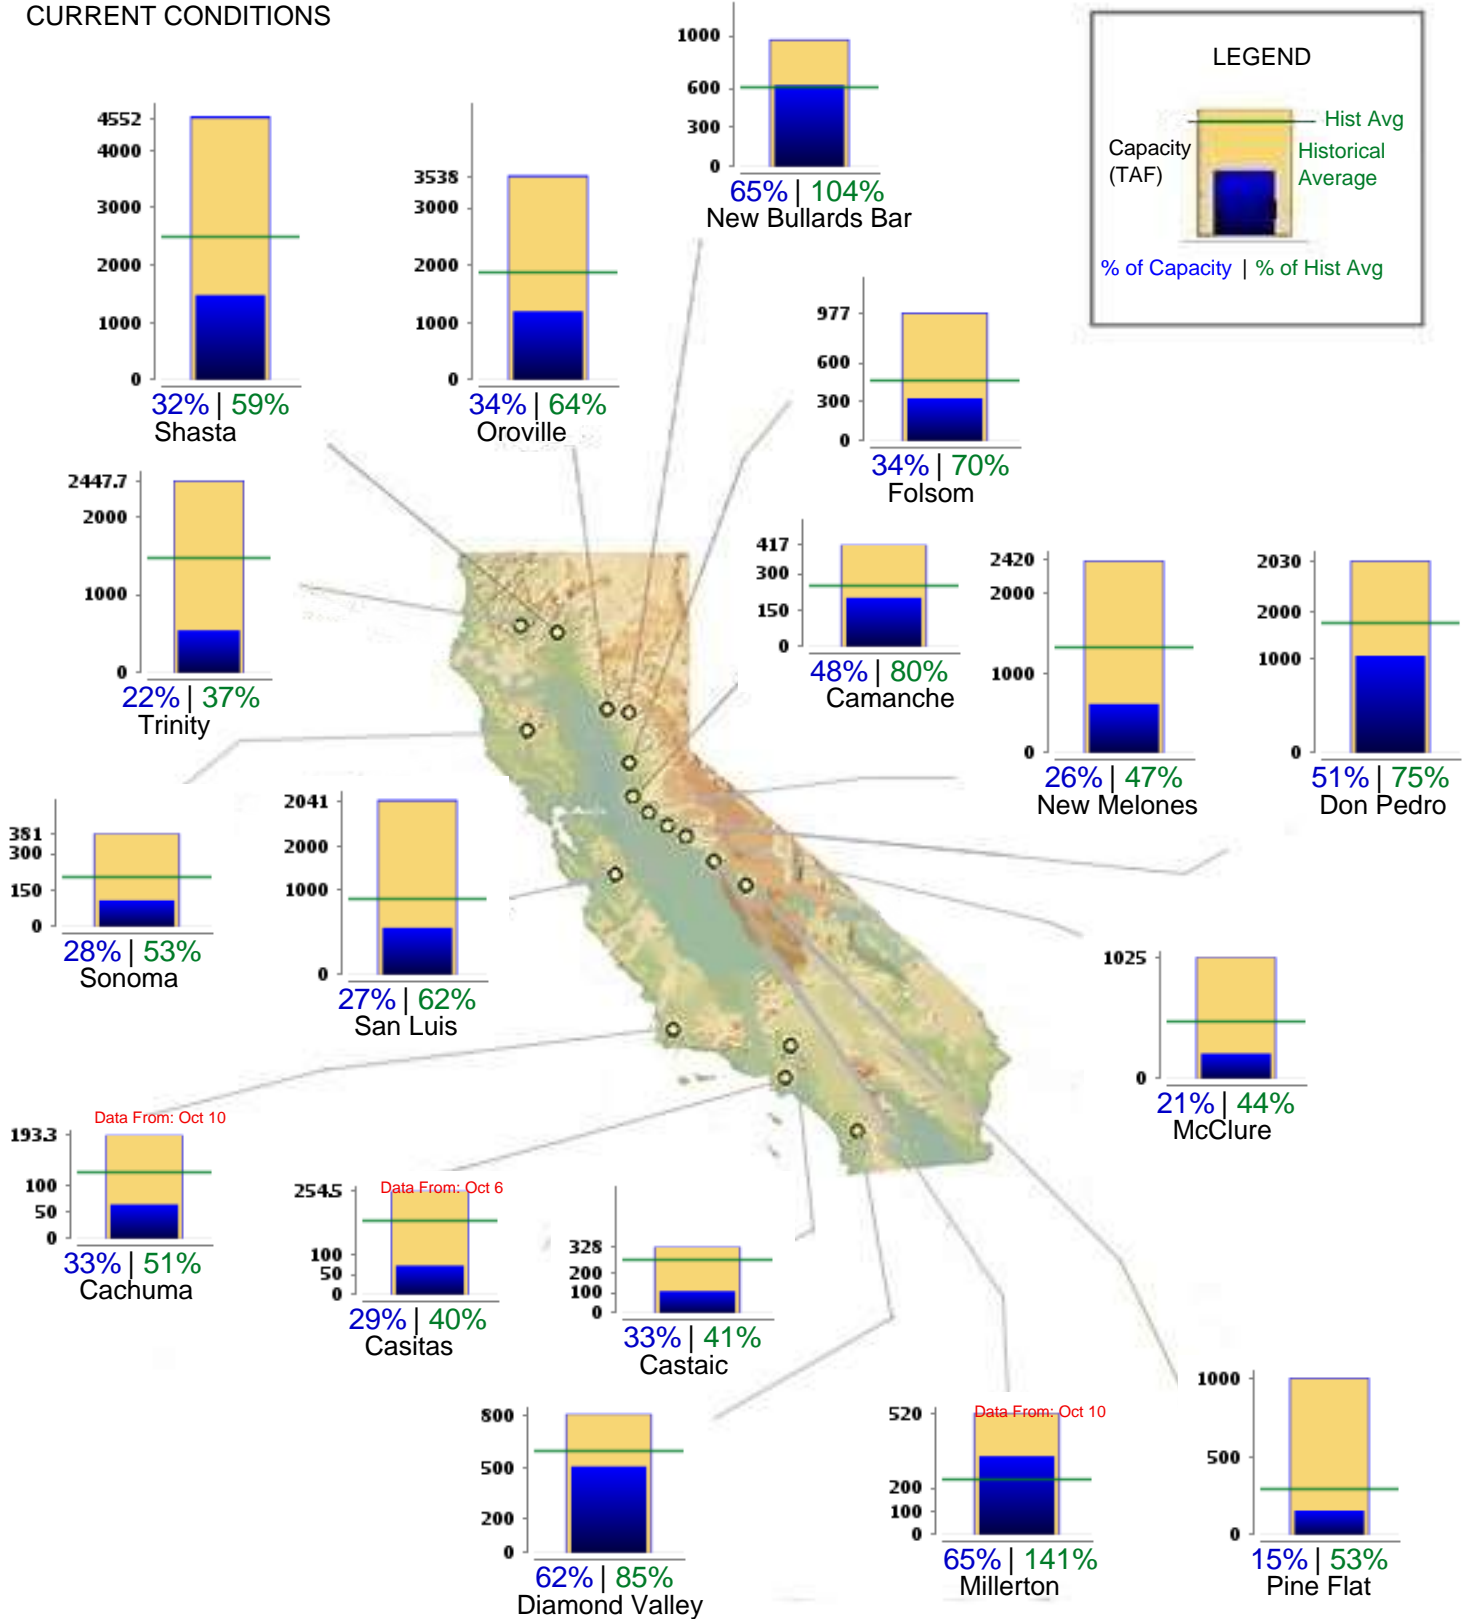 CURRENT CONDITIONS
LEGEND
Hist Avg
Capacity
(TAF)
Historical
Average
% of Capacity | % of Hist Avg
1000
600
300
0
65% | 104%
New Bullards Bar
4552
4000
3000
2000
1000
0
32% | 59%
Shasta
3538
3000
2000
1000
0
34% | 64%
Oroville
977
600
300
0
34% | 70%
Folsom
2447.7
2000
1000
0
22% | 37%
Trinity
417
300
150
0
48% | 80%
Camanche
2420
2000
1000
0
26% | 47%
New Melones
2030
2000
1000
0
51% | 75%
Don Pedro
381
300
150
0
28% | 53%
Sonoma
2041
2000
1000
0
27% | 62%
San Luis
1025
0
21% | 44%
McClure
Data From: Oct 10
193.3
100
50
0
33% | 51%
Cachuma
Data From: Oct 6
254.5
100
50
0
29% | 40%
Casitas
328
200
100
0
33% | 41%
Castaic
800
500
200
0
62% | 85%
Diamond Valley
Data From: Oct 10
520
200
100
0
65% | 141%
Millerton
1000
500
0
15% | 53%
Pine Flat